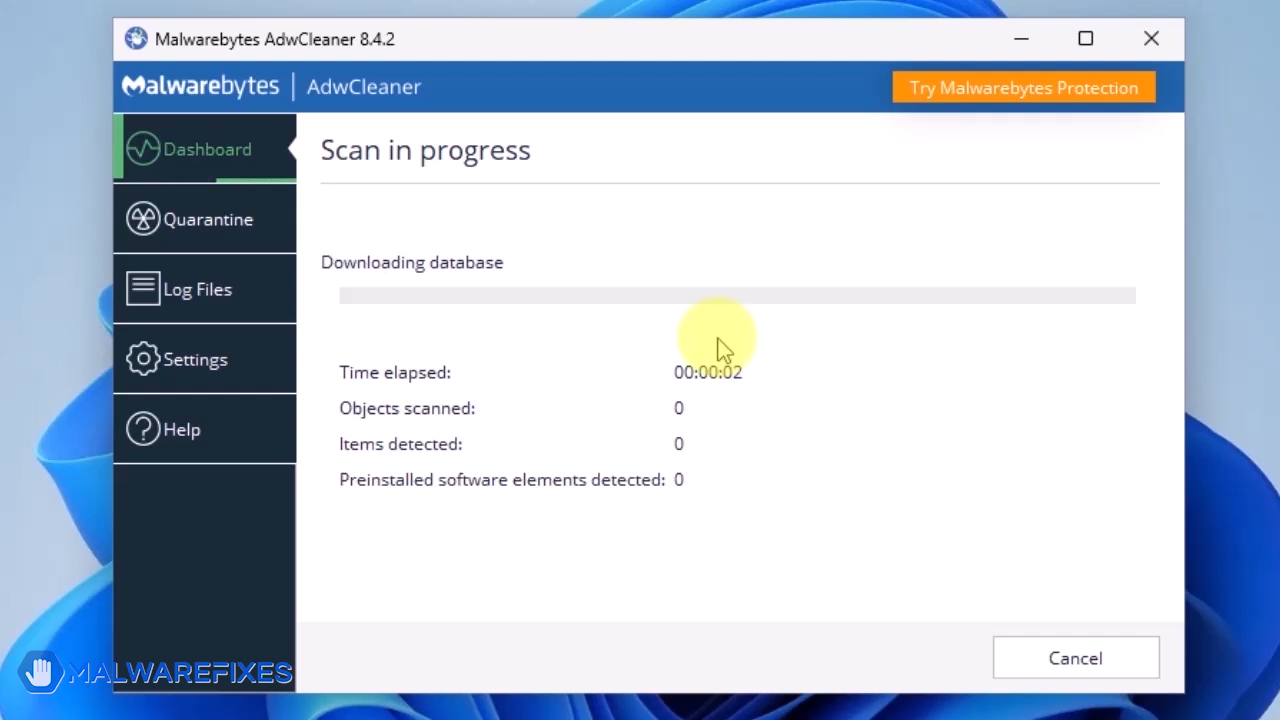 Malwarebytes AdwCleaner 8.4.2
Malwarebytes | AdwCleaner
Try Malwarebytes Protection
Dashboard
Quarantine
Log Files
Settings
Help
Scan in progress
Downloading database
Time elapsed: 00:00:02
Objects scanned: 0
Items detected: 0
Preinstalled software elements detected: 0
Cancel
MALWAREFIXES